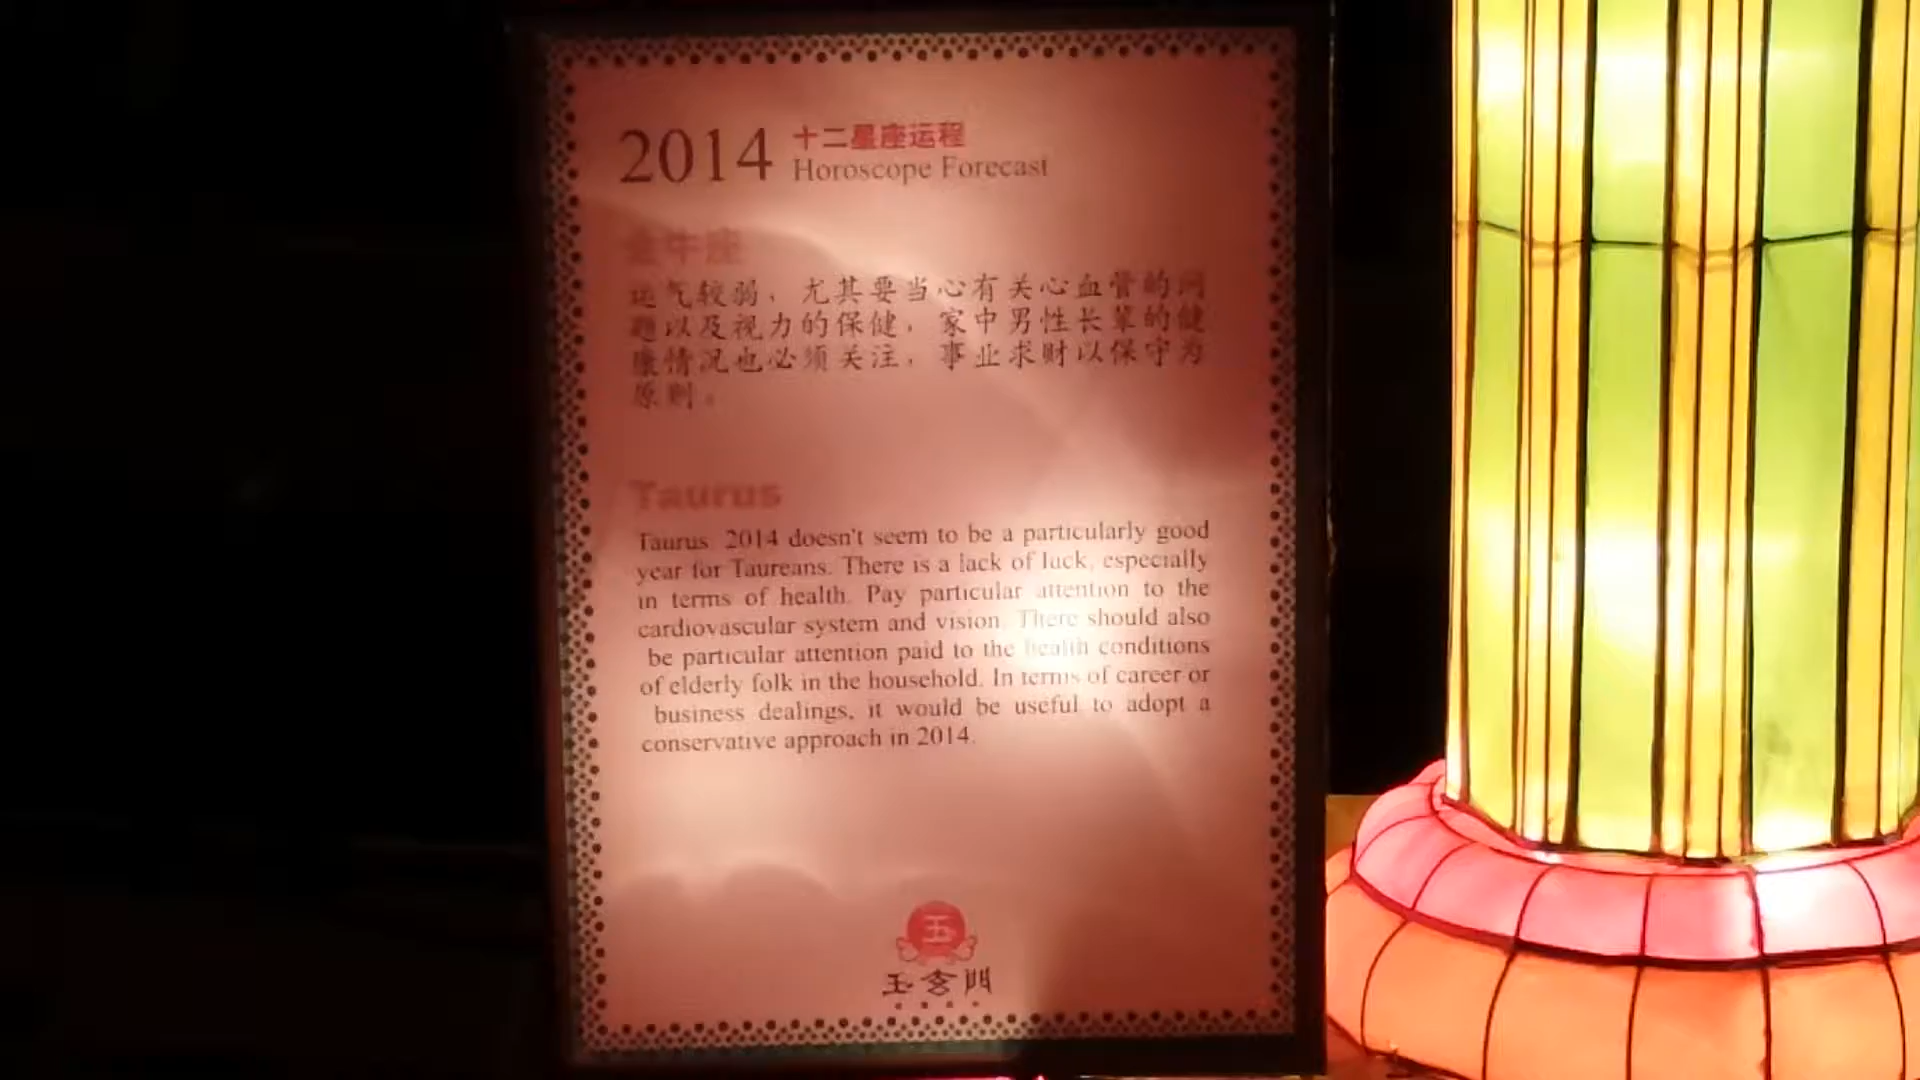 2014 十二星座运程
Horoscope Forecast
金牛座
运气较弱，尤其要当心有关心血管的问
题以及视力的保健，家中男性长辈的健
康情况也必须关注，事业求财以保守为
原则。
Taurus
Taurus 2014 doesn't seem to be a particularly good
year for Taureans. There is a lack of luck, especially
in terms of health. Pay particular attention to the
cardiovascular system and vision. There should also
be particular attention paid to the health conditions
of elderly folk in the household. In terms of career or
business dealings, it would be useful to adopt a
conservative approach in 2014.
玉
玉玄門